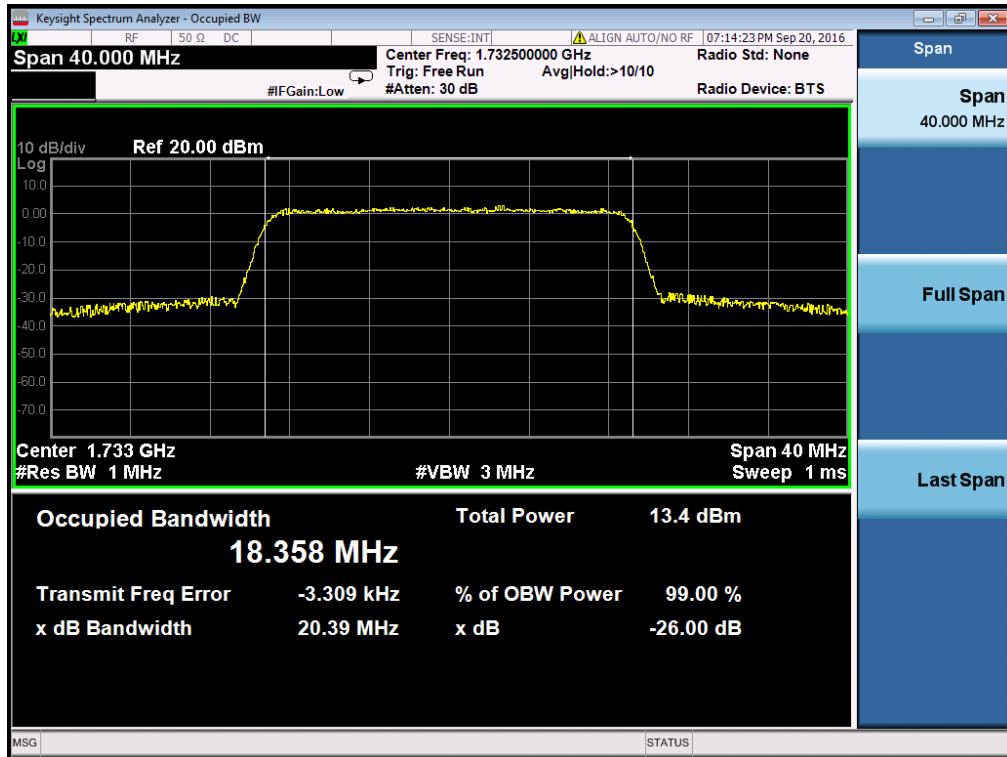 Keysight Spectrum Analyzer - Occupied BW
LXI RF 50 Ω DC SENSE:INT ALIGN AUTO/NO RF 07:14:23 PM Sep 20, 2016
Span 40.000 MHz
Center Freq: 1.732500000 GHz Radio Std: None
Trig: Free Run Avg|Hold:>10/10
#IFGain:Low #Atten: 30 dB Radio Device: BTS
10 dB/div Ref 20.00 dBm
Log
10.0
0.00
-10.0
-20.0
-30.0
-40.0
-50.0
-60.0
-70.0
Center 1.733 GHz Span 40 MHz
#Res BW 1 MHz #VBW 3 MHz Sweep 1 ms
Occupied Bandwidth Total Power 13.4 dBm
18.358 MHz
Transmit Freq Error -3.309 kHz % of OBW Power 99.00 %
x dB Bandwidth 20.39 MHz x dB -26.00 dB
MSG STATUS
Span
Span
40.000 MHz
Full Span
Last Span